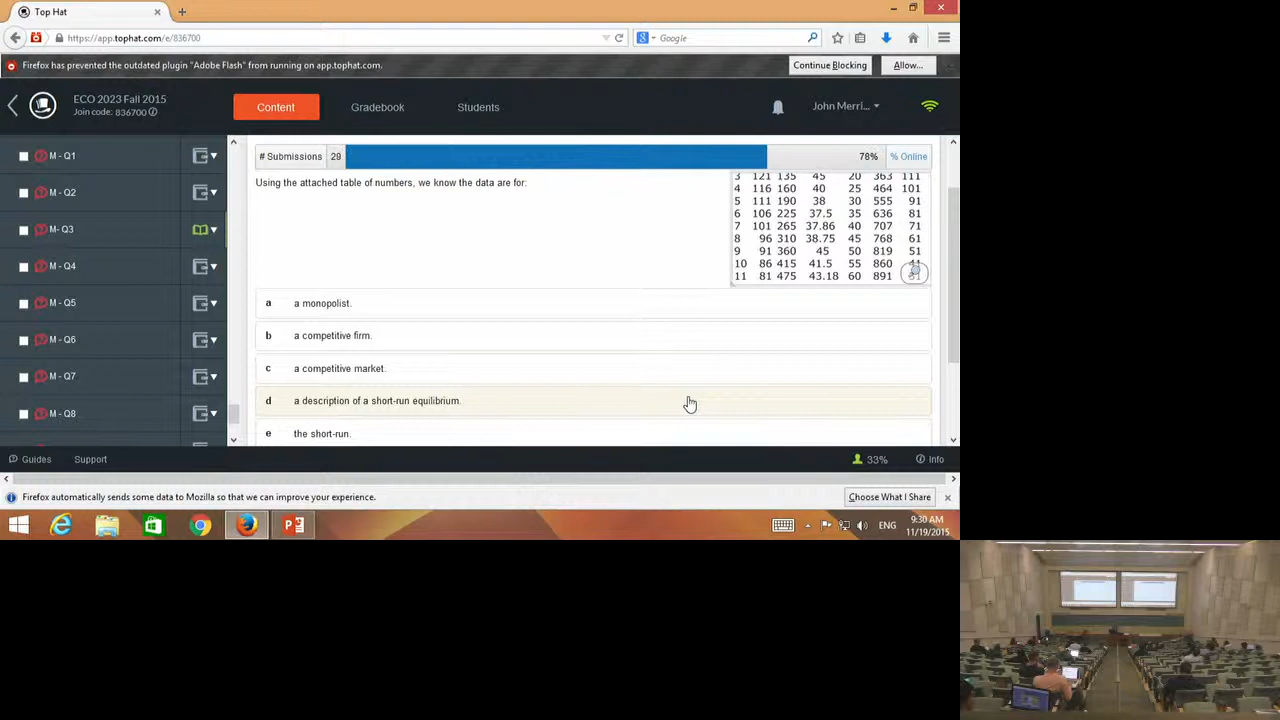 Top Hat
https://app.tophat.com/e/836700
Google
Firefox has prevented the outdated plugin "Adobe Flash" from running on app.tophat.com.
Continue Blocking
Allow...
ECO 2023 Fall 2015
Join code: 836700
Content
Gradebook
Students
John Merri...
M - Q1
M - Q2
M- Q3
M - Q4
M - Q5
M - Q6
M - Q7
M - Q8
# Submissions 29 78% % Online
Using the attached table of numbers, we know the data are for:
3 121 135 45 20 363 111
4 116 160 40 25 464 101
5 111 190 38 30 555 91
6 106 225 37.5 35 636 81
7 101 265 37.86 40 707 71
8 96 310 38.75 45 768 61
9 91 360 45 50 819 51
10 86 415 41.5 55 860 41
11 81 475 43.18 60 891 31
a a monopolist.
b a competitive firm.
c a competitive market.
d a description of a short-run equilibrium.
e the short-run.
Guides
Support
33%
Info
Firefox automatically sends some data to Mozilla so that we can improve your experience.
Choose What I Share
ENG
9:30 AM
11/19/2015